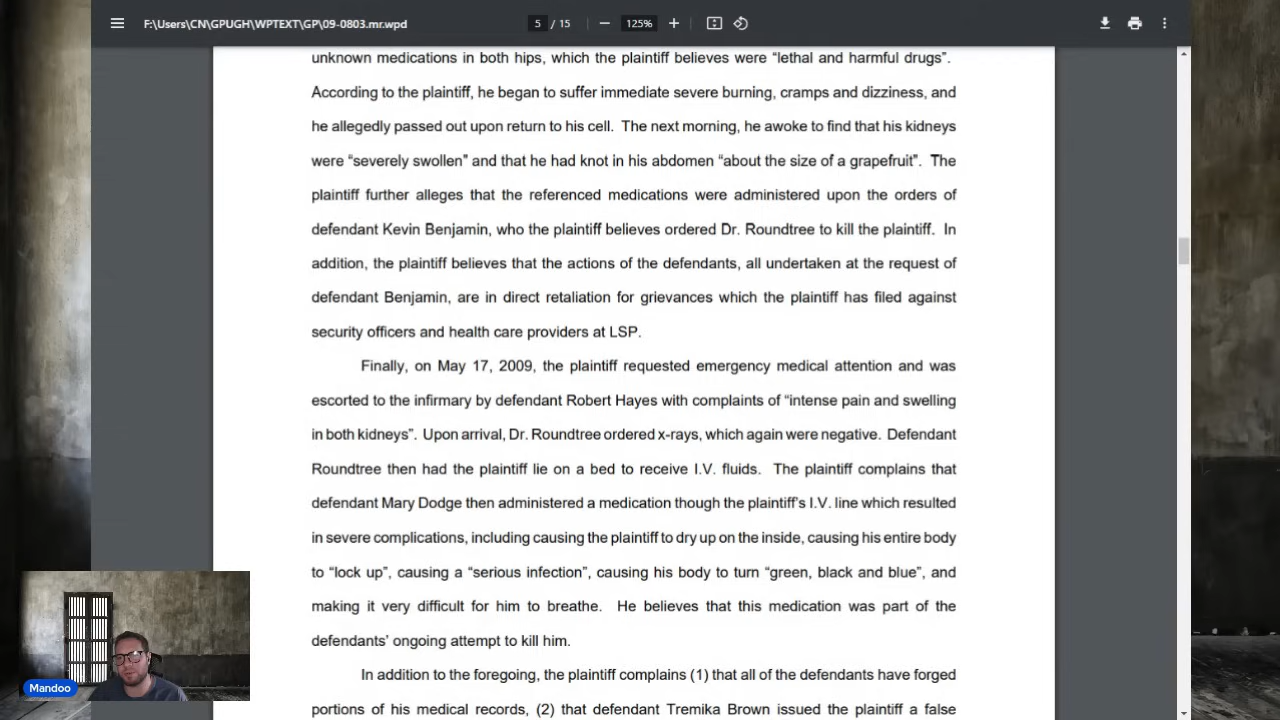 F:\Users\CN\GPUGH\WPTEXT\GP\09-0803.mr.wpd
5 / 15
125%
unknown medications in both hips, which the plaintiff believes were “lethal and harmful drugs”.
According to the plaintiff, he began to suffer immediate severe burning, cramps and dizziness, and
he allegedly passed out upon return to his cell. The next morning, he awoke to find that his kidneys
were “severely swollen” and that he had knot in his abdomen “about the size of a grapefruit”. The
plaintiff further alleges that the referenced medications were administered upon the orders of
defendant Kevin Benjamin, who the plaintiff believes ordered Dr. Roundtree to kill the plaintiff. In
addition, the plaintiff believes that the actions of the defendants, all undertaken at the request of
defendant Benjamin, are in direct retaliation for grievances which the plaintiff has filed against
security officers and health care providers at LSP.
Finally, on May 17, 2009, the plaintiff requested emergency medical attention and was
escorted to the infirmary by defendant Robert Hayes with complaints of “intense pain and swelling
in both kidneys”. Upon arrival, Dr. Roundtree ordered x-rays, which again were negative. Defendant
Roundtree then had the plaintiff lie on a bed to receive I.V. fluids. The plaintiff complains that
defendant Mary Dodge then administered a medication though the plaintiff’s I.V. line which resulted
in severe complications, including causing the plaintiff to dry up on the inside, causing his entire body
to “lock up”, causing a “serious infection”, causing his body to turn “green, black and blue”, and
making it very difficult for him to breathe. He believes that this medication was part of the
defendants’ ongoing attempt to kill him.
In addition to the foregoing, the plaintiff complains (1) that all of the defendants have forged
portions of his medical records, (2) that defendant Tremika Brown issued the plaintiff a false
Mandoo